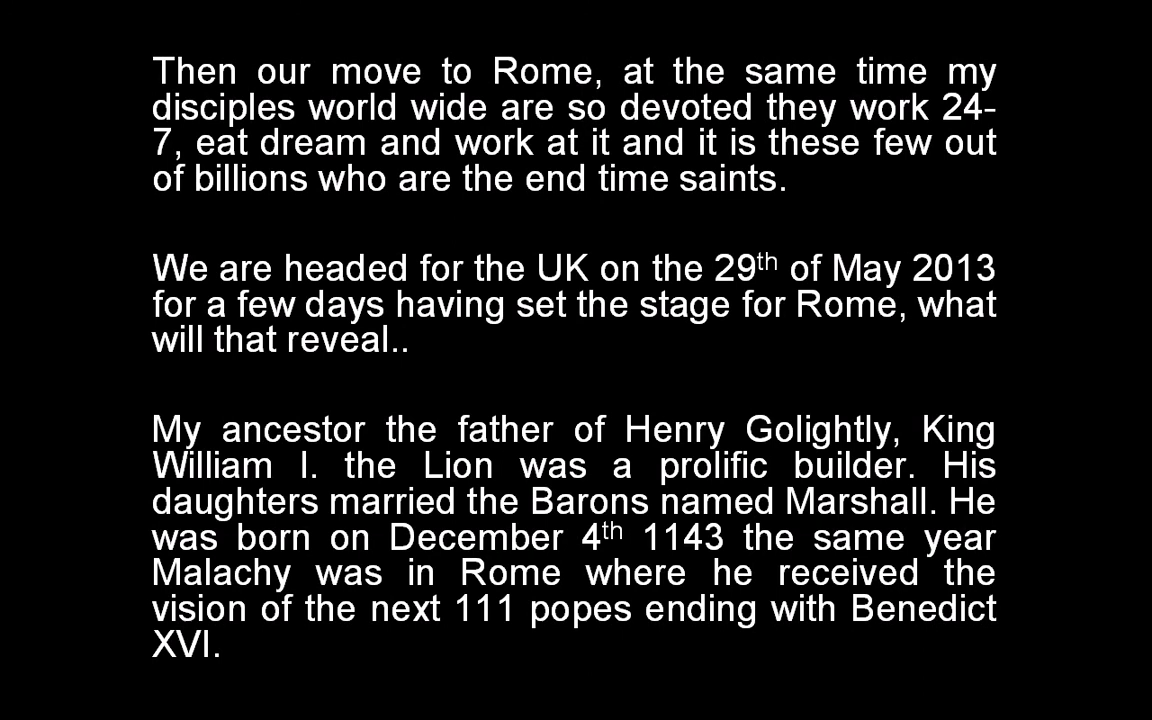 Then our move to Rome, at the same time my
disciples world wide are so devoted they work 24-
7, eat dream and work at it and it is these few out
of billions who are the end time saints.
We are headed for the UK on the 29th of May 2013
for a few days having set the stage for Rome, what
will that reveal..
My ancestor the father of Henry Golightly, King
William I. the Lion was a prolific builder. His
daughters married the Barons named Marshall. He
was born on December 4th 1143 the same year
Malachy was in Rome where he received the
vision of the next 111 popes ending with Benedict
XVI.